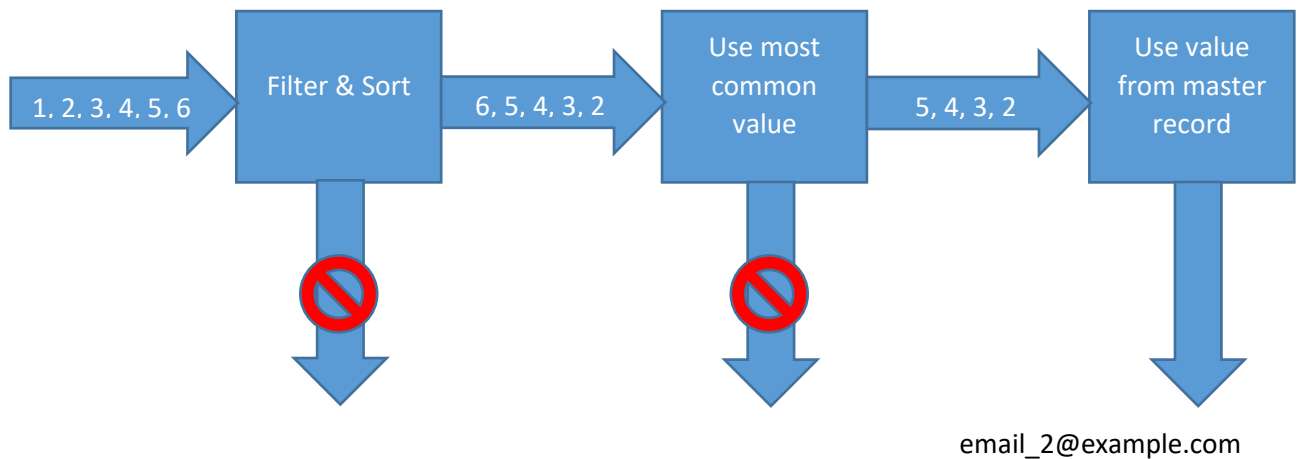 1, 2, 3, 4, 5, 6
Filter & Sort
6, 5, 4, 3, 2
Use most
common
value
5, 4, 3, 2
Use value
from master
record
email_2@example.com